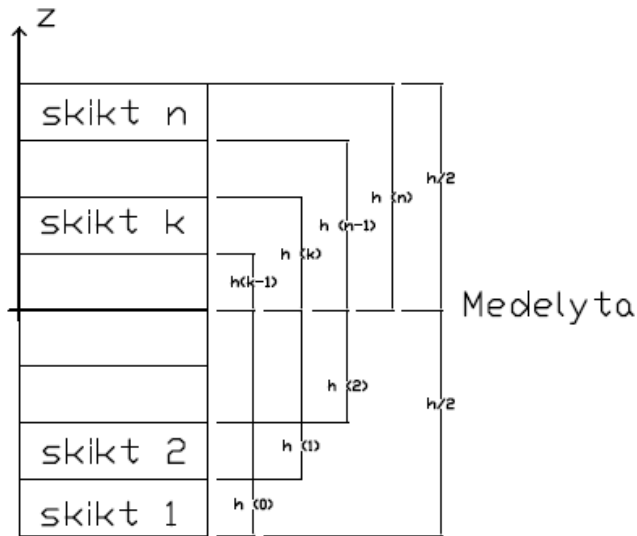 z
skikt n
h/2
h (n)
skikt k
h (n-1)
h (k)
h(k-1)
Medelyta
h (2)
h/2
skikt 2
h (1)
h (0)
skikt 1